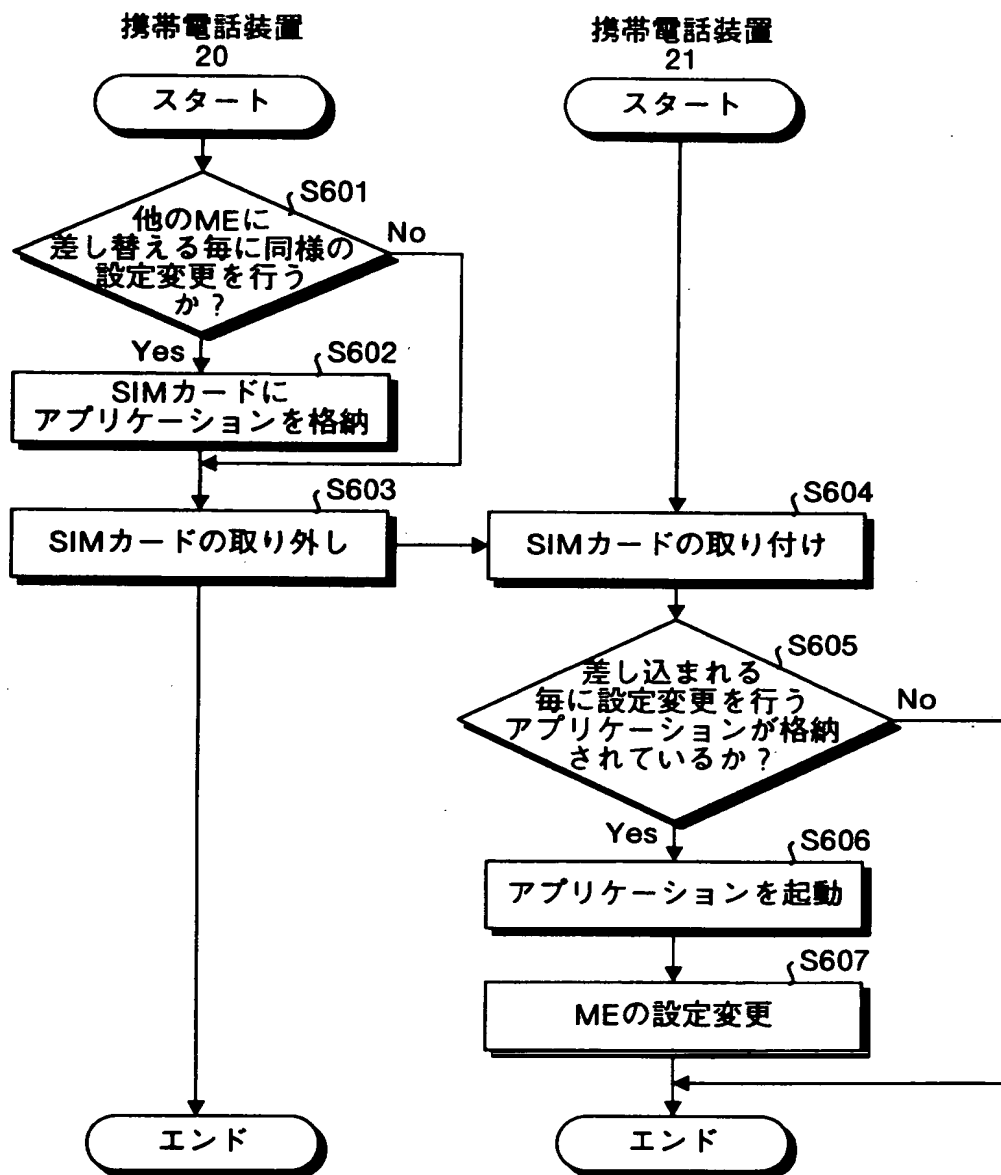 携帯電話装置
20
スタート
S601
他のMEに
差し替える毎に同様の
設定変更を行う
か?
No
Yes
S602
SIMカードに
アプリケーションを格納
S603
SIMカードの取り外し
エンド
携帯電話装置
21
スタート
S604
SIMカードの取り付け
S605
差し込まれる
毎に設定変更を行う
アプリケーションが格納
されているか?
No
Yes
S606
アプリケーションを起動
S607
MEの設定変更
エンド